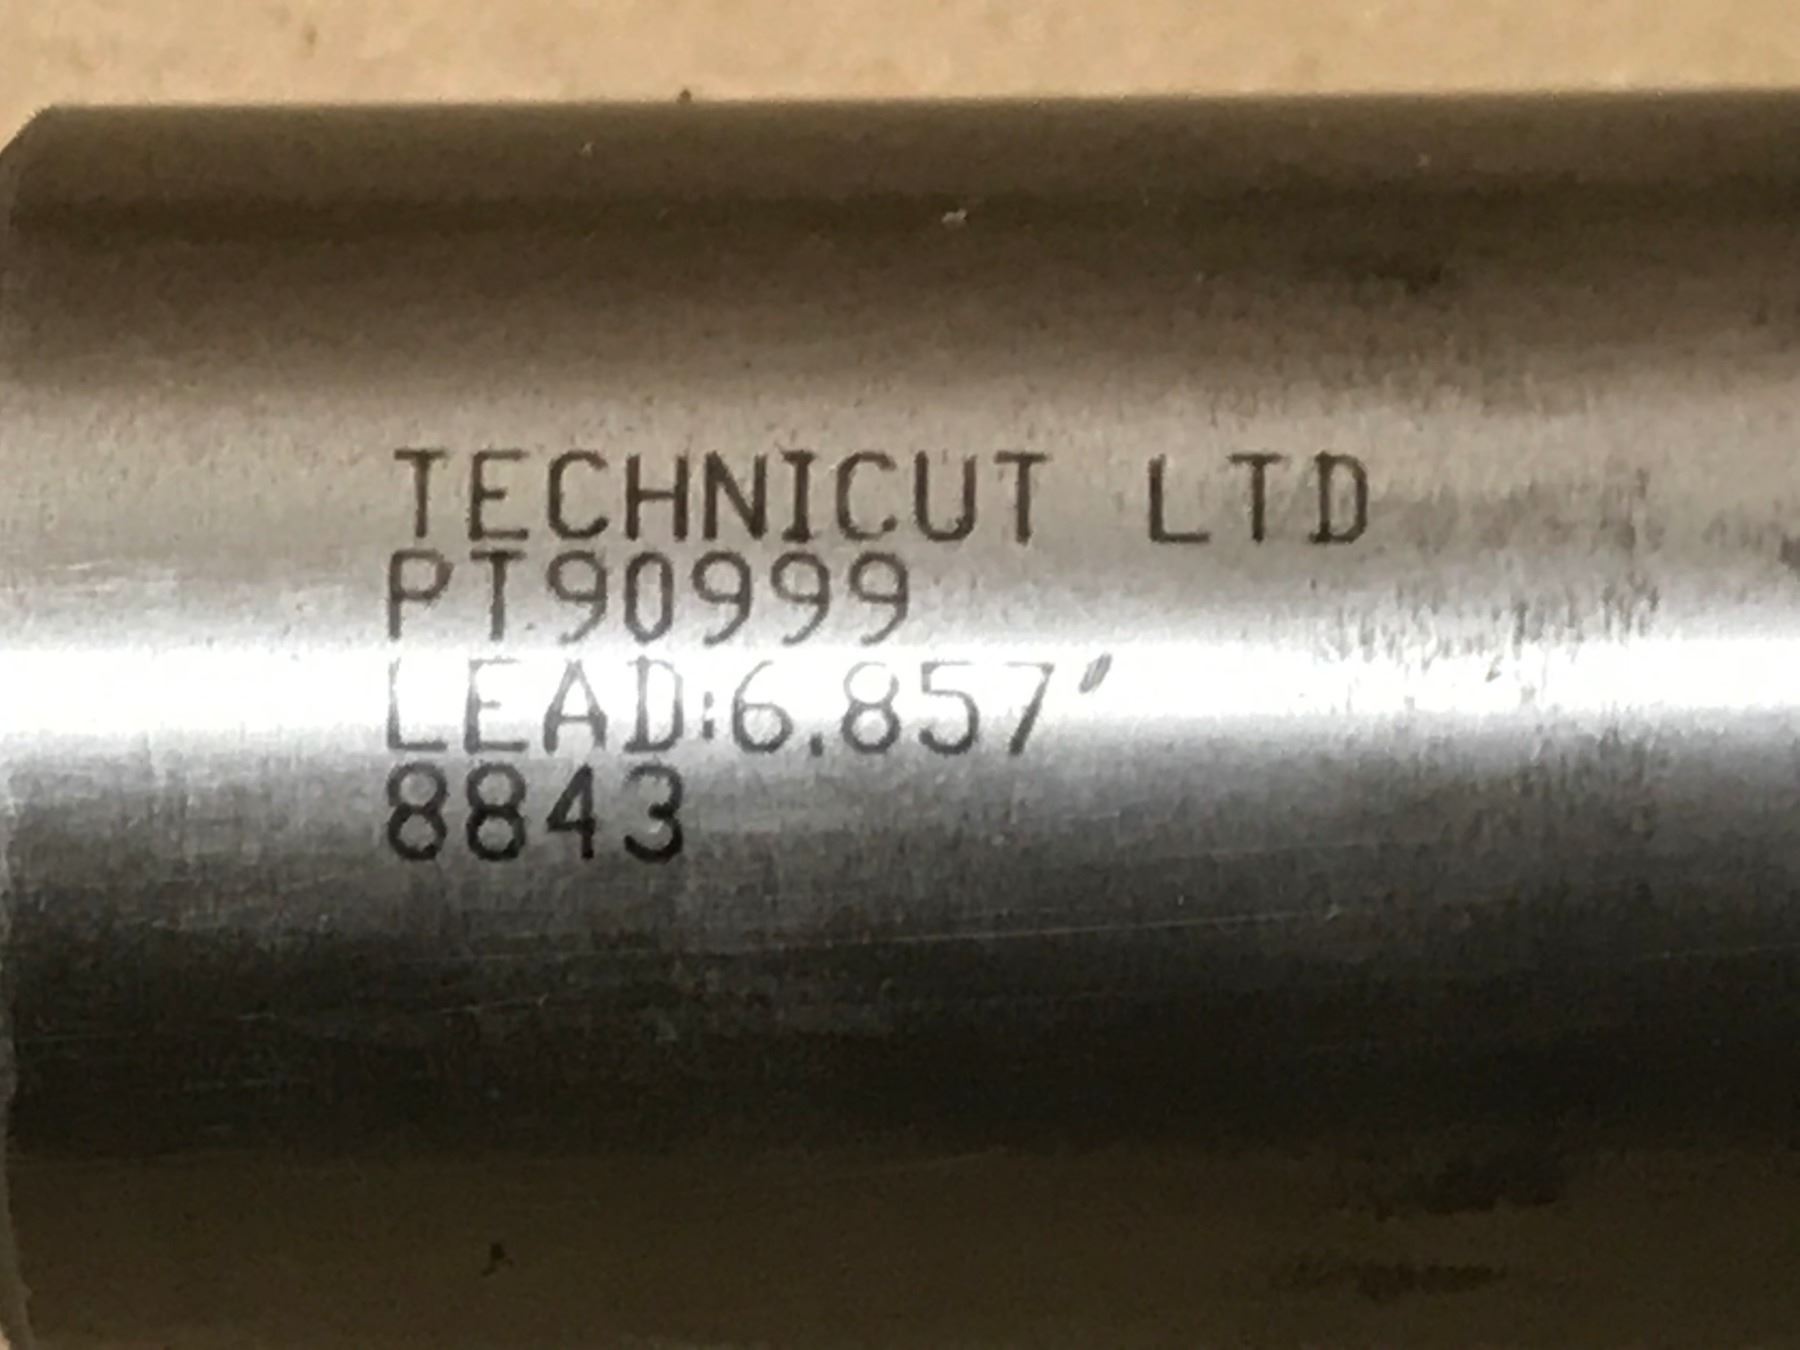 TECHNICUT LTD
PT90999
LEAD:6.857"
8843